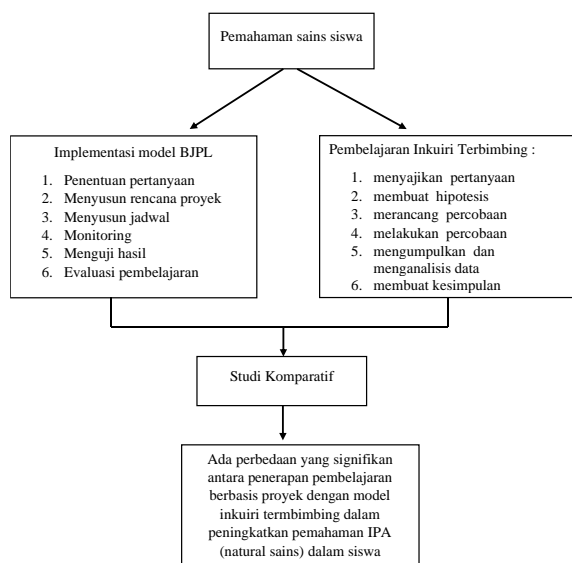 Pemahaman sains siswa
Implementasi model BJPL
1. Penentuan pertanyaan
2. Menyusun rencana proyek
3. Menyusun jadwal
4. Monitoring
5. Menguji hasil
6. Evaluasi pembelajaran
Pembelajaran Inkuiri Terbimbing :
1. menyajikan pertanyaan
2. membuat hipotesis
3. merancang percobaan
4. melakukan percobaan
5. mengumpulkan dan
menganalisis data
6. membuat kesimpulan
Studi Komparatif
Ada perbedaan yang signifikan
antara penerapan pembelajaran
berbasis proyek dengan model
inkuiri termbimbing dalam
peningkatkan pemahaman IPA
(natural sains) dalam siswa